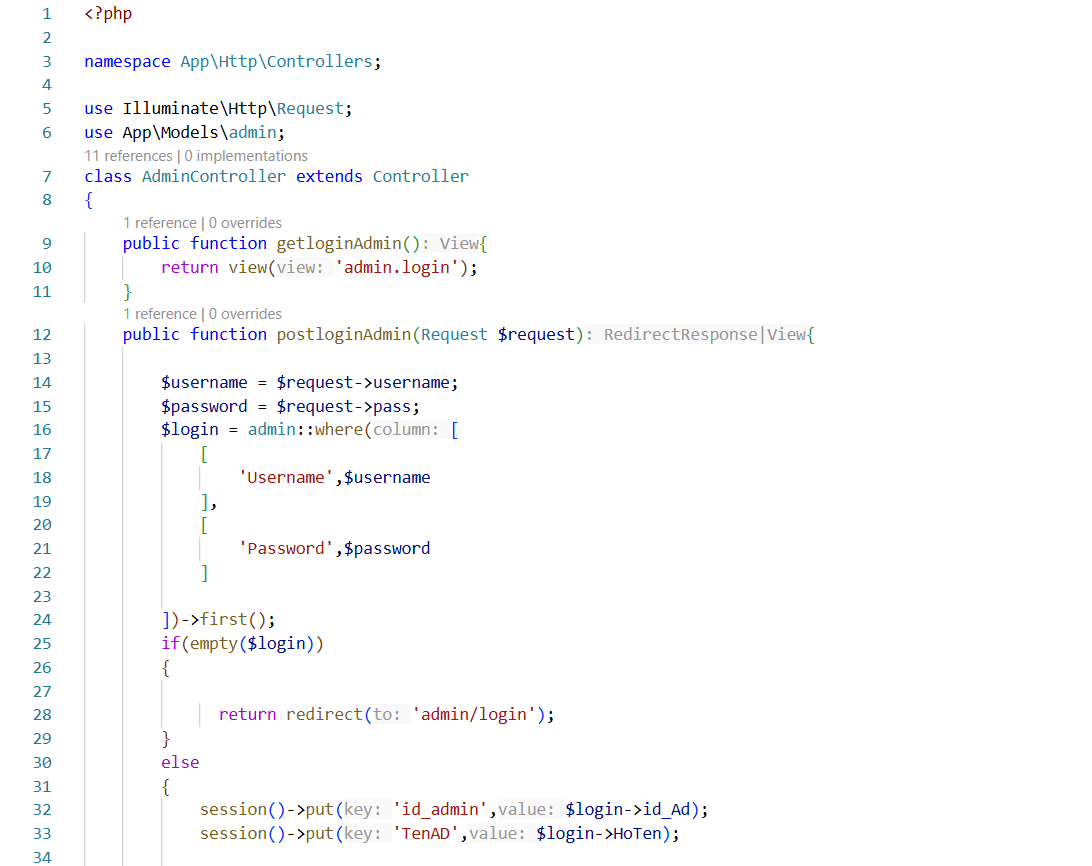 1 <?php
2
3 namespace App\Http\Controllers;
4
5 use Illuminate\Http\Request;
6 use App\Models\admin;
11 references | 0 implementations
7 class AdminController extends Controller
8 {
1 reference | 0 overrides
9 public function getloginAdmin(): View{
10 return view(view: 'admin.login');
11 }
1 reference | 0 overrides
12 public function postloginAdmin(Request $request): RedirectResponse|View{
13
14 $username = $request->username;
15 $password = $request->pass;
16 $login = admin::where(column: [
17 [
18 'Username',$username
19 ],
20 [
21 'Password',$password
22 ]
23
24 ])->first();
25 if(empty($login))
26 {
27
28 return redirect(to: 'admin/login');
29 }
30 else
31 {
32 session()->put(key: 'id_admin',value: $login->id_Ad);
33 session()->put(key: 'TenAD',value: $login->HoTen);
34